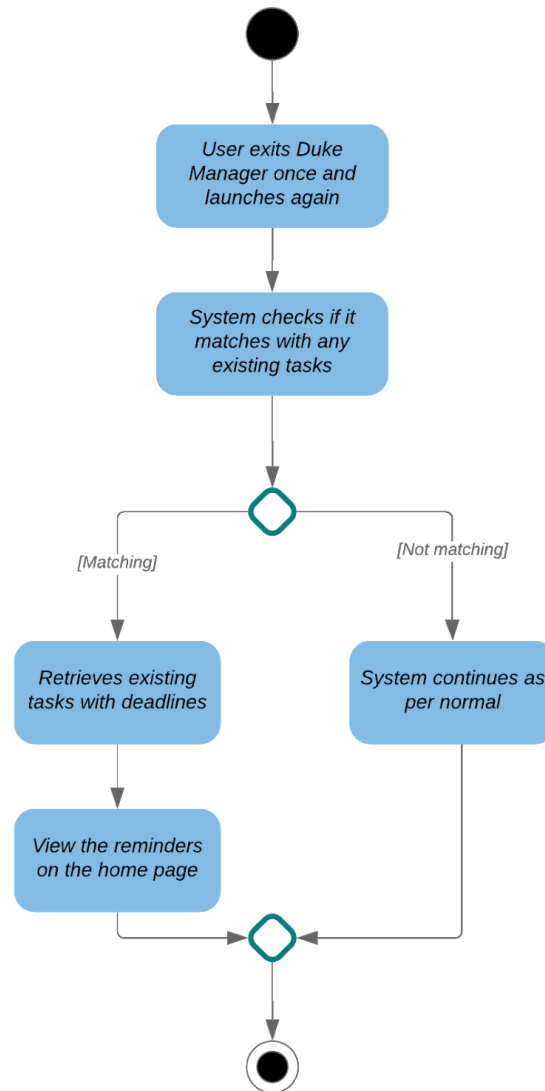 User exits Duke
Manager once and
launches again
System checks if it
matches with any
existing tasks
[Matching]
[Not matching]
Retrieves existing
tasks with deadlines
System continues as
per normal
View the reminders
on the home page